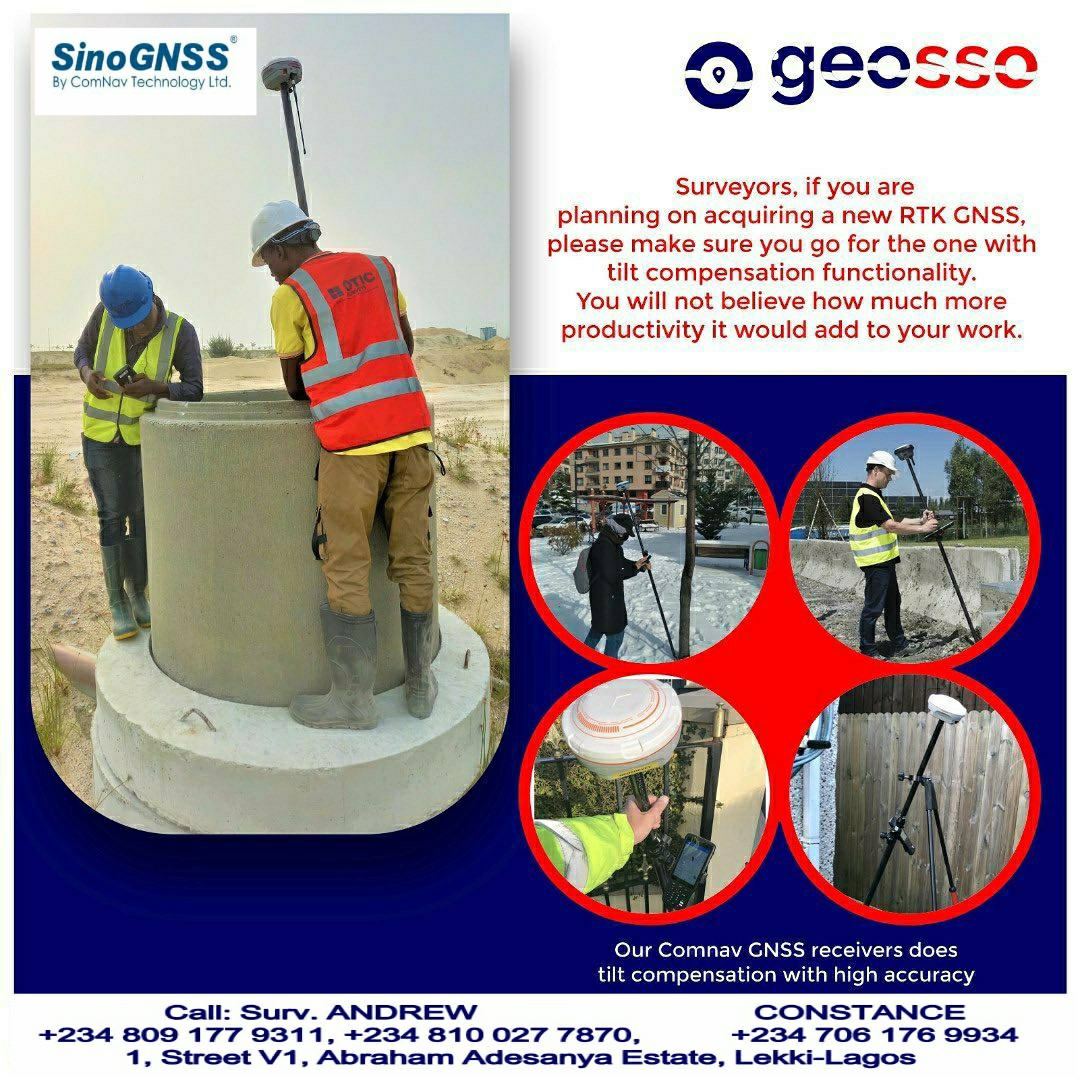 SinoGNSS®
By ComNav Technology Ltd.
geosso
Surveyors, if you are
planning on acquiring a new RTK GNSS,
please make sure you go for the one with
tilt compensation functionality.
You will not believe how much more
productivity it would add to your work.
OTIC
Our Comnav GNSS receivers does
tilt compensation with high accuracy
Call: Surv. ANDREW CONSTANCE
+234 809 177 9311, +234 810 027 7870, +234 706 176 9934
1, Street V1, Abraham Adesanya Estate, Lekki-Lagos